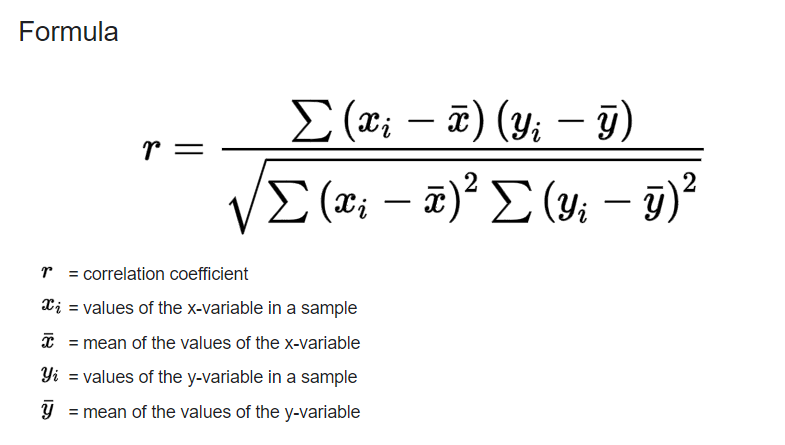 Formula
r = \frac{\sum (x_i - \bar{x})(y_i - \bar{y})}{\sqrt{\sum (x_i - \bar{x})^2 \sum (y_i - \bar{y})^2}}
r = correlation coefficient
x_i = values of the x-variable in a sample
\bar{x} = mean of the values of the x-variable
y_i = values of the y-variable in a sample
\bar{y} = mean of the values of the y-variable